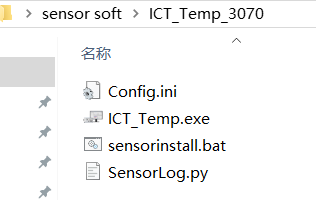 sensor soft > ICT_Temp_3070
名称
Config.ini
ICT_Temp.exe
sensorinstall.bat
SensorLog.py